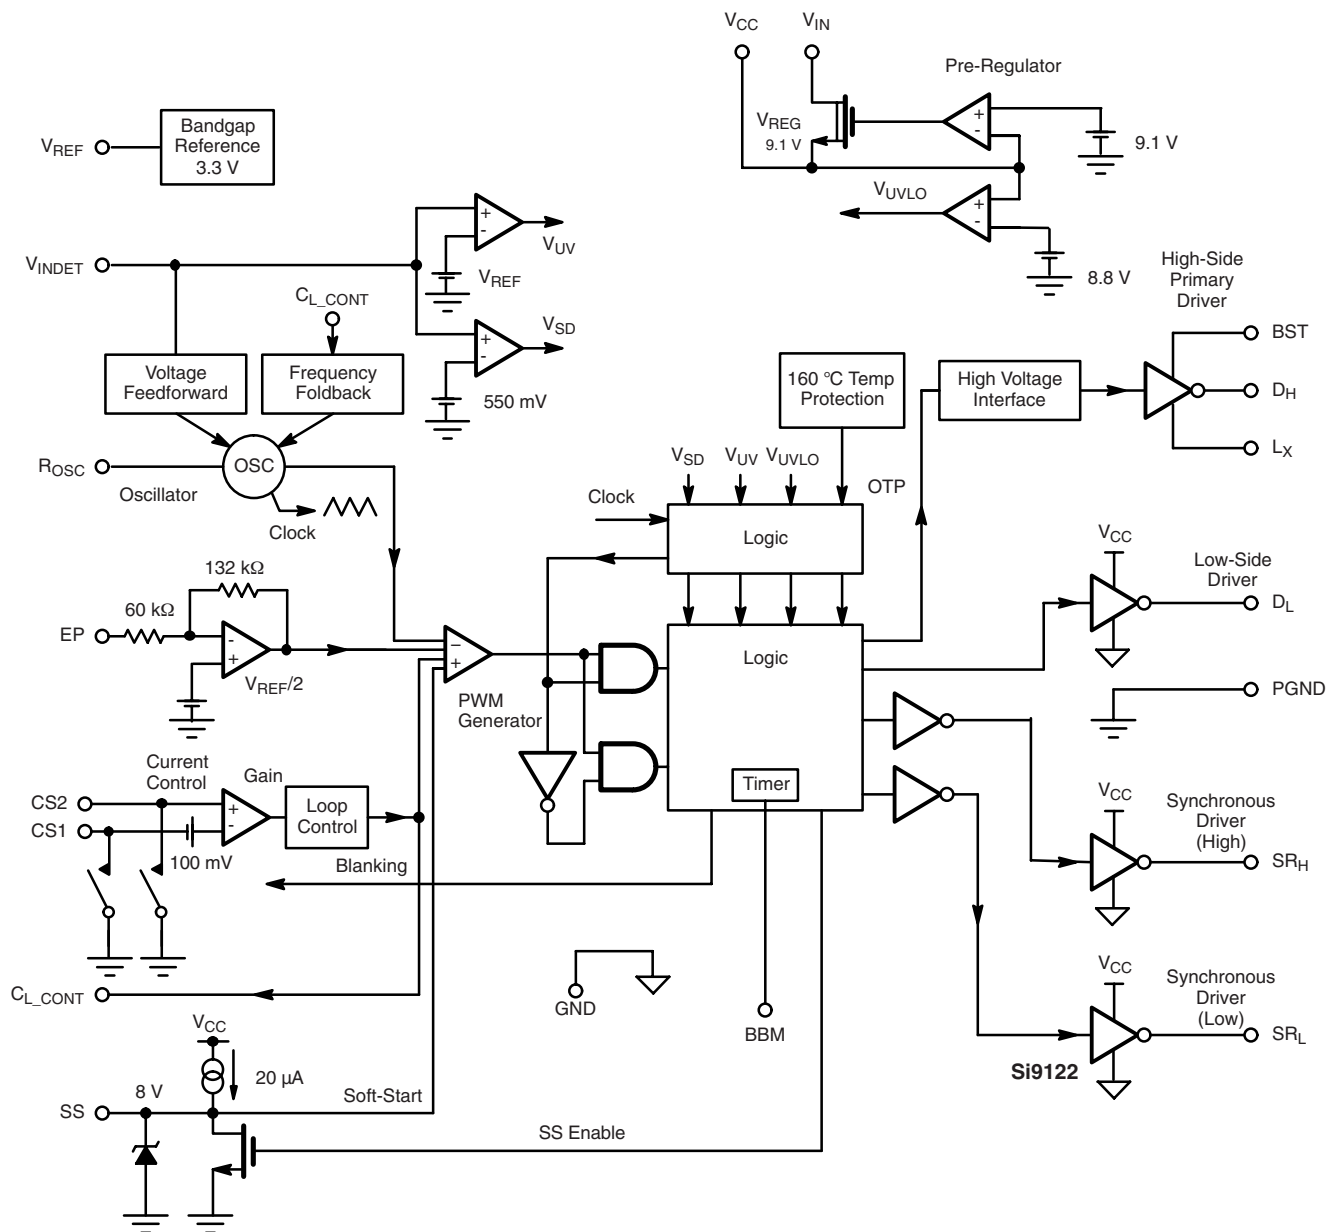 VCC
VIN
Pre-Regulator
VREG
9.1 V
+
-
9.1 V
VREF
Bandgap
Reference
3.3 V
VUVLO
+
-
8.8 V
VINDET
+
-
VUV
VREF
CL_CONT
VSD
+
-
550 mV
High-Side
Primary
Driver
BST
DH
LX
Voltage
Feedforward
Frequency
Foldback
160 °C Temp
Protection
High Voltage
Interface
ROSC
OSC
Oscillator
Clock
VSD
VUV
VUVLO
OTP
Clock
Logic
VCC
Low-Side
Driver
DL
132 kΩ
60 kΩ
EP
-
+
VREF/2
–
+
PWM
Generator
Logic
PGND
Timer
Current
Control
Gain
CS2
CS1
+
-
Loop
Control
100 mV
Blanking
VCC
Synchronous
Driver
(High)
SRH
CL_CONT
GND
BBM
VCC
Synchronous
Driver
(Low)
SRL
Si9122
VCC
20 µA
8 V
Soft-Start
SS
SS Enable